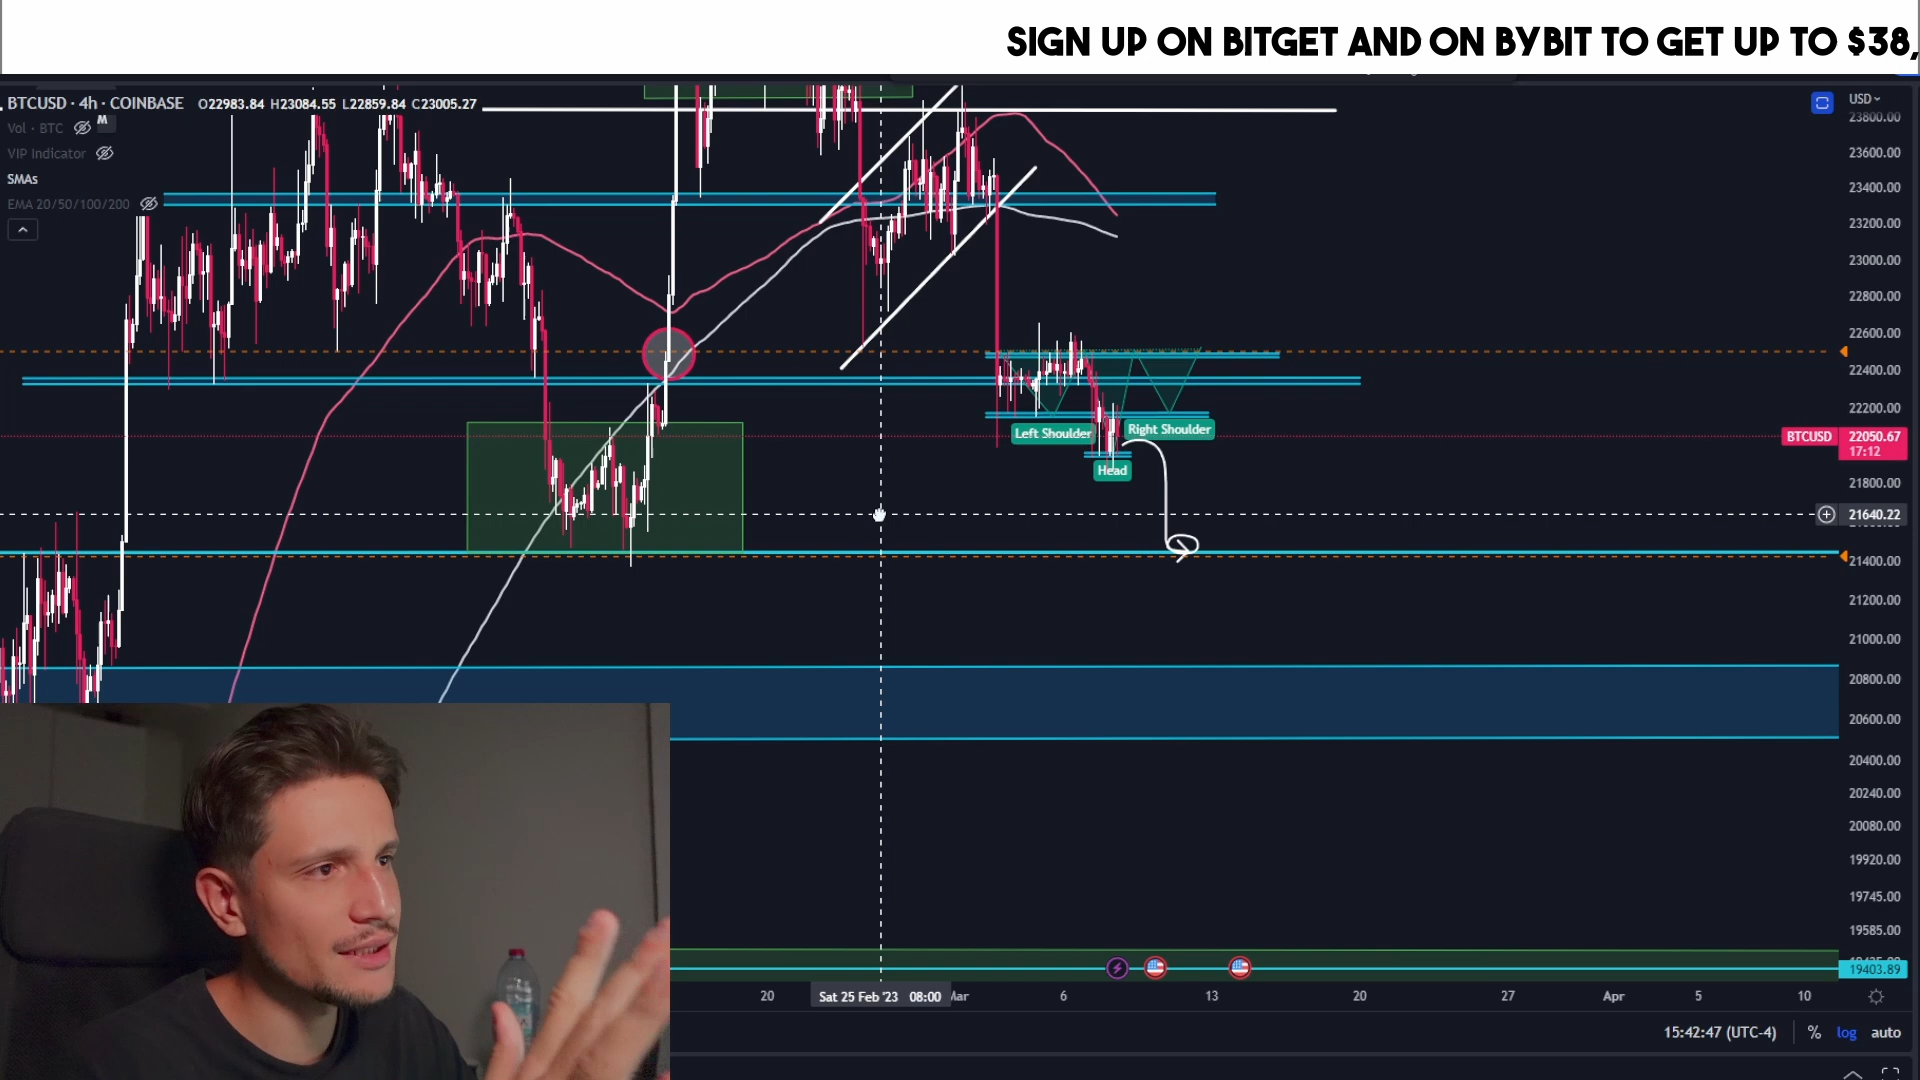 SIGN UP ON BITGET AND ON BYBIT TO GET UP TO $38,
BTCUSD · 4h · COINBASE O22983.84 H23084.55 L22859.84 C23005.27
Vol · BTC
M
VIP Indicator
SMAs
EMA 20/50/100/200
USD
23800.00
23600.00
23400.00
23200.00
23000.00
22800.00
22600.00
22400.00
22200.00
Left Shoulder
Right Shoulder
Head
BTCUSD 22050.67
17:12
21800.00
21640.22
21400.00
21200.00
21000.00
20800.00
20600.00
20400.00
20240.00
20080.00
19920.00
19745.00
19585.00
19403.89
20 Sat 25 Feb '23 08:00 Mar 6 13 20 27 Apr 5 10
15:42:47 (UTC-4) % log auto